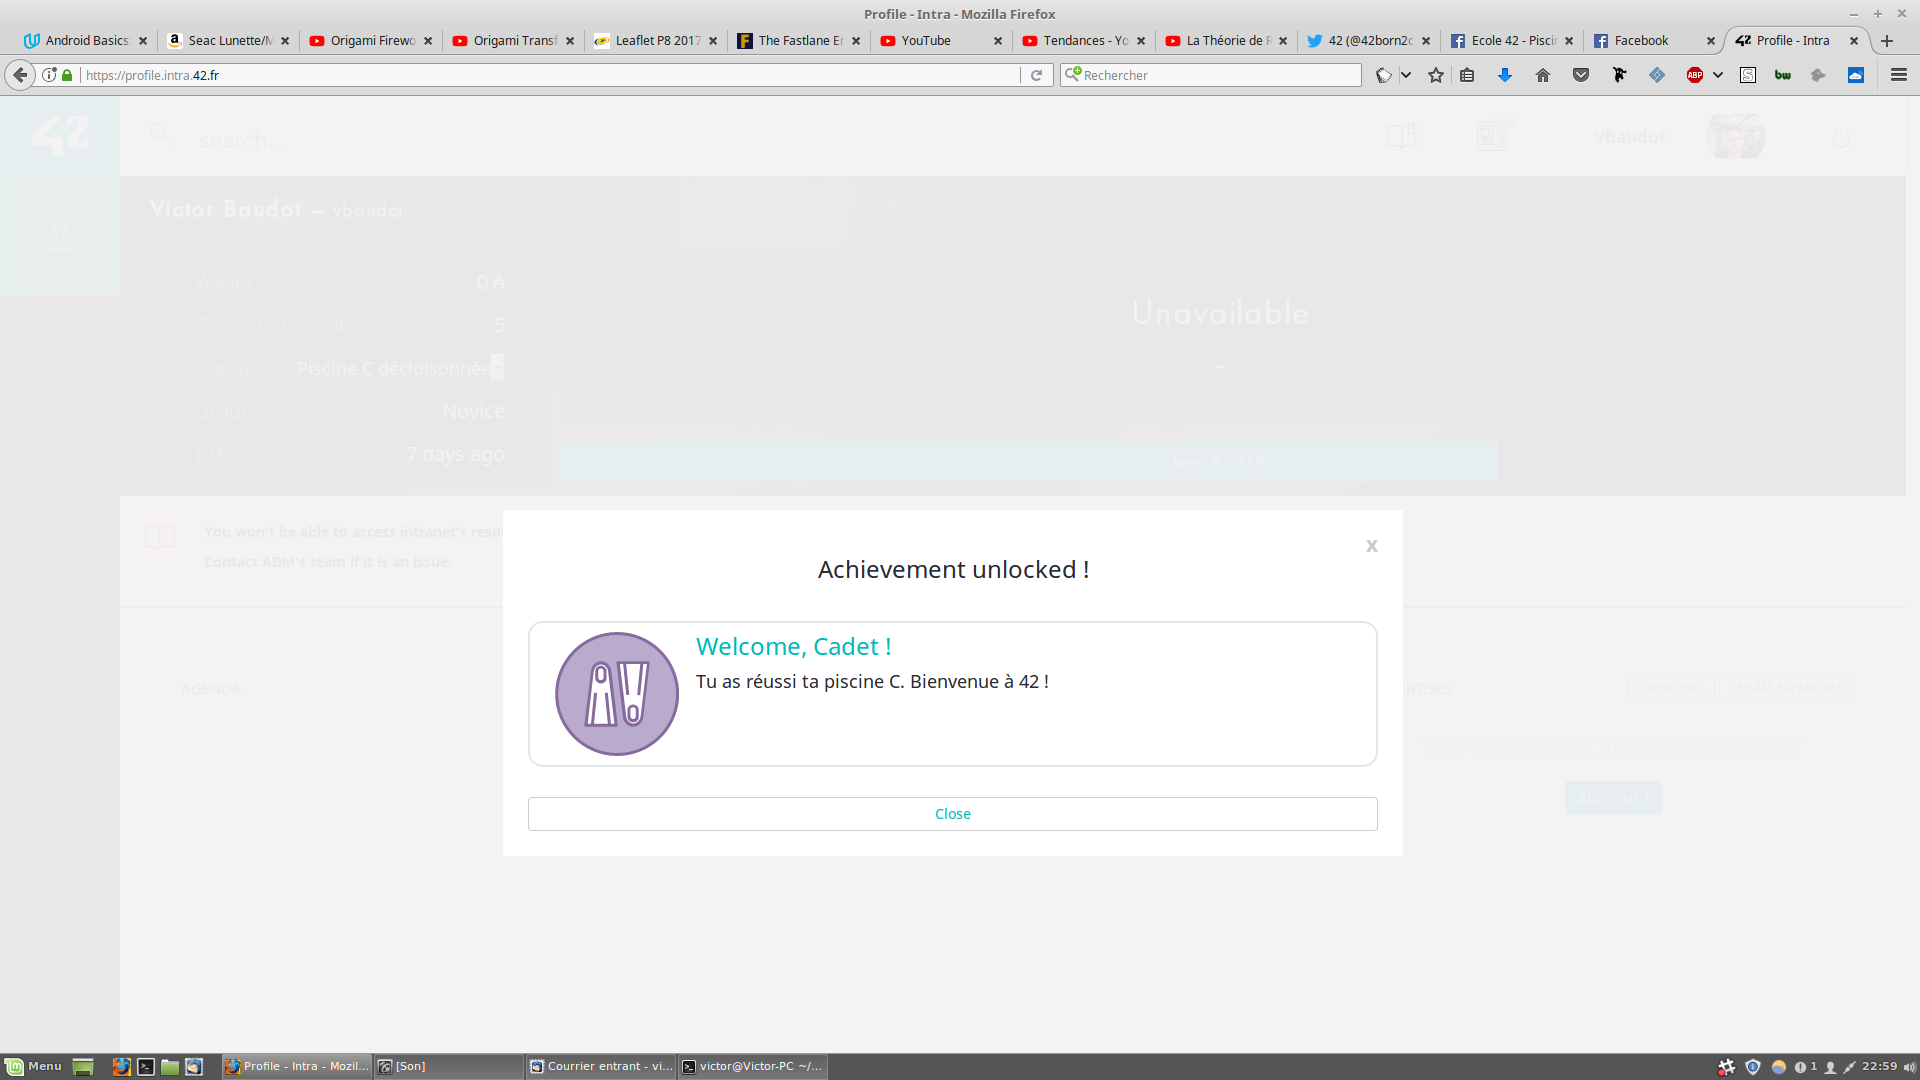 Profile - Intra - Mozilla Firefox
Android Basics:
Seac Lunette/M
Origami Firewo
Origami Transf
Leaflet P8 2017
The Fastlane En
YouTube
Tendances - Yo
La Théorie de R
42 (@42born2c
Ecole 42 - Pisci
Facebook
Profile - Intra
https://profile.intra.42.fr
Rechercher
ABP
S
bw
42
search...
vbaudot
Victor Baudot – vbaudot
Wallet 0 ₳
Correction points 5
Cursus Piscine C décloisonnée
Grade Novice
ETEC 7 days ago
Unavailable
-
level 6 - 71%
You won't be able to access intranet's reso
Contact ADM's team if it is an issue.
X
Achievement unlocked !
Welcome, Cadet !
Tu as réussi ta piscine C. Bienvenue à 42 !
Close
AGENDA
ERTISES
EXPERTISES
SEE ALL EXPERTISES
YOU DON'T HAVE ANY EXPERTISES YET
ADD ONE
Menu
Profile - Intra - Mozil...
[Son]
Courrier entrant - vi...
victor@Victor-PC ~/...
1
22:59